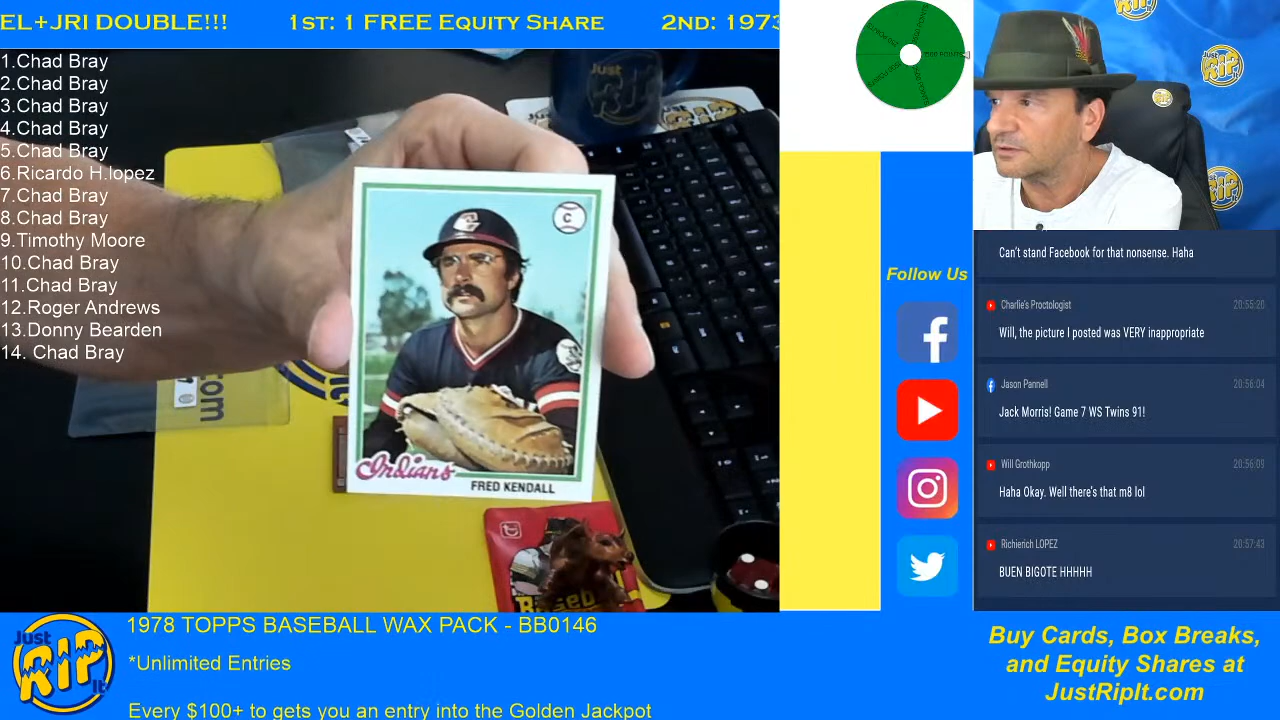 EL+JRI DOUBLE!!! 1st: 1 FREE Equity Share 2nd: 1973
1.Chad Bray
2.Chad Bray
3.Chad Bray
4.Chad Bray
5.Chad Bray
6.Ricardo H.lopez
7.Chad Bray
8.Chad Bray
9.Timothy Moore
10.Chad Bray
11.Chad Bray
12.Roger Andrews
13.Donny Bearden
14. Chad Bray
Just
RIP
C
C
Indians
FRED KENDALL
com
Follow Us
Can't stand Facebook for that nonsense. Haha
Charlie's Proctologist 20:55:20
Will, the picture I posted was VERY inappropriate
Jason Pannell 20:56:04
Jack Morris! Game 7 WS Twins 91!
Will Grothkopp 20:56:09
Haha Okay. Well there's that m8 lol
Richierich LOPEZ 20:57:43
BUEN BIGOTE HHHHH
Just
RIP
It
1978 TOPPS BASEBALL WAX PACK - BB0146
*Unlimited Entries
Every $100+ to gets you an entry into the Golden Jackpot
Buy Cards, Box Breaks,
and Equity Shares at
JustRipIt.com